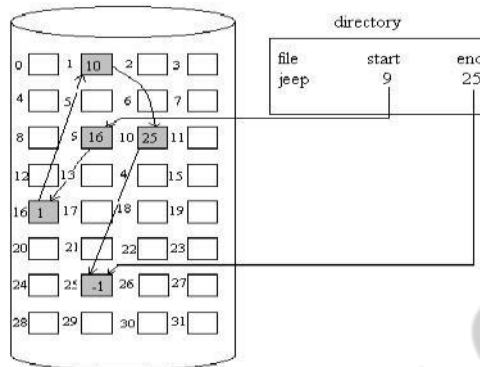 directory
file start end
jeep 9 25
0 1 10 2 3
4 5 6 7
8 9 16 10 25 11
12 13 4 15
16 1 17 18 19
20 21 22 23
24 25 -1 26 27
28 29 30 31